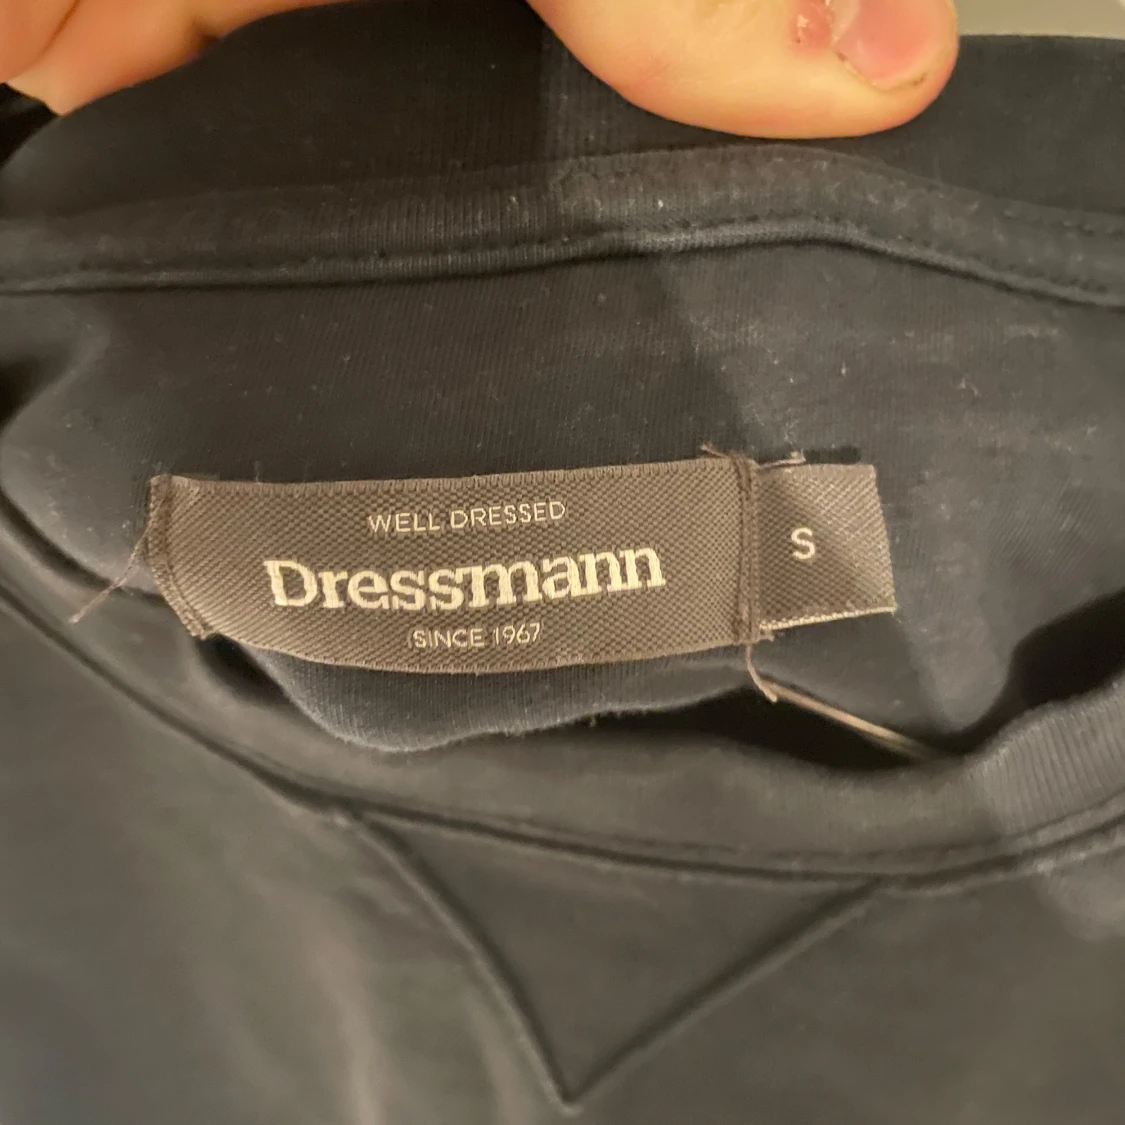 WELL DRESSED
Dressmann
SINCE 1967
S